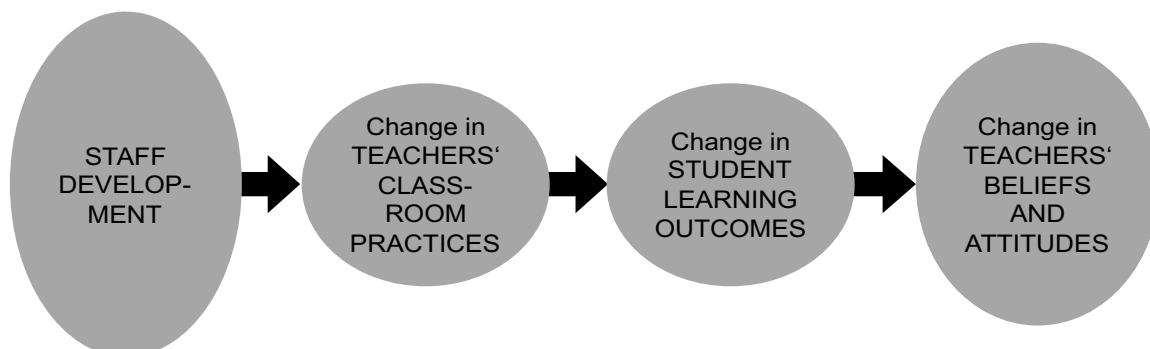 STAFF
DEVELOP-
MENT
Change in
TEACHERS‘
CLASS-
ROOM
PRACTICES
Change in
STUDENT
LEARNING
OUTCOMES
Change in
TEACHERS‘
BELIEFS
AND
ATTITUDES